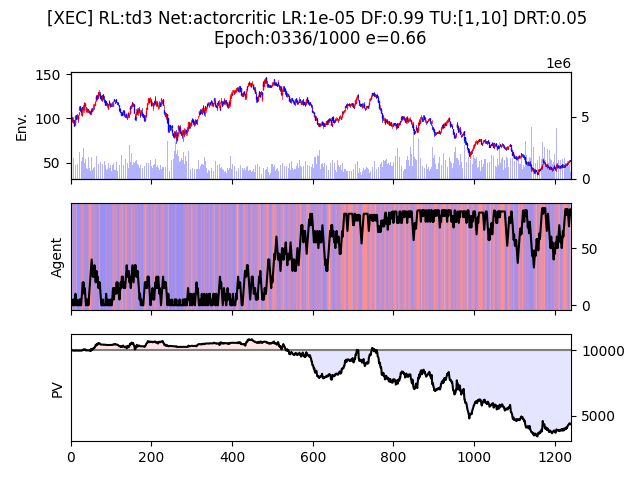 [XEC] RL:td3 Net:actorcritic LR:1e-05 DF:0.99 TU:[1,10] DRT:0.05
Epoch:0336/1000 e=0.66
1e6
150
100
50
Env.
5
0
Agent
50
0
PV
10000
5000
0 200 400 600 800 1000 1200